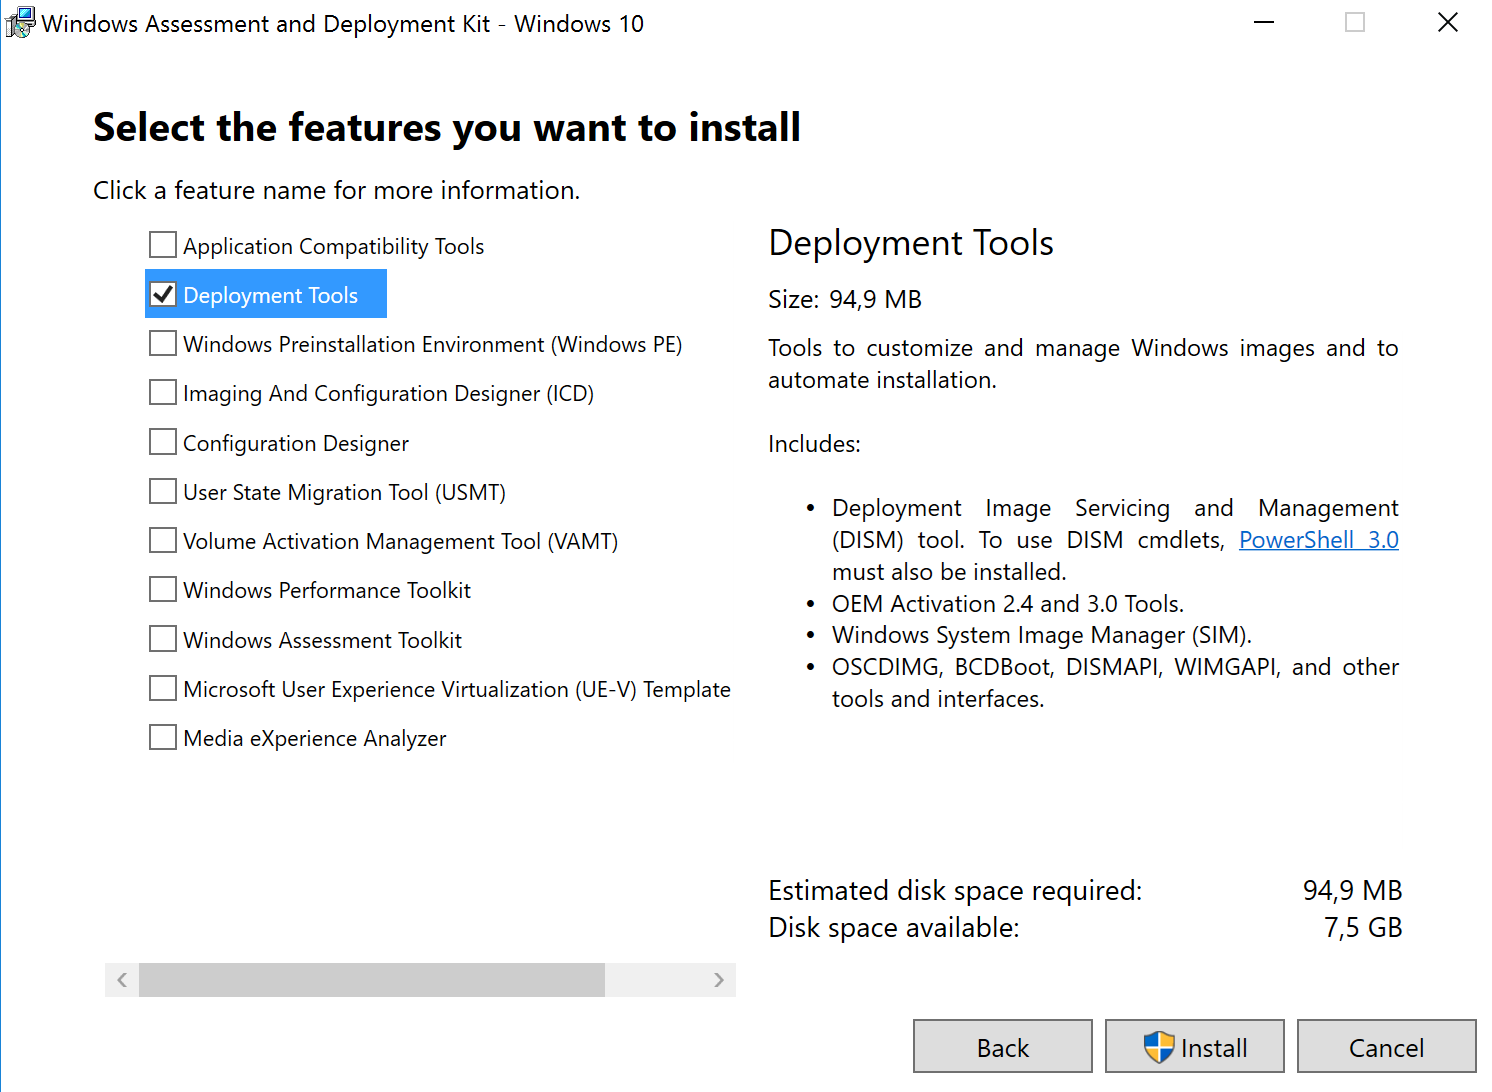 Windows Assessment and Deployment Kit - Windows 10
Select the features you want to install
Click a feature name for more information.
Application Compatibility Tools
Deployment Tools
Windows Preinstallation Environment (Windows PE)
Imaging And Configuration Designer (ICD)
Configuration Designer
User State Migration Tool (USMT)
Volume Activation Management Tool (VAMT)
Windows Performance Toolkit
Windows Assessment Toolkit
Microsoft User Experience Virtualization (UE-V) Template
Media eXperience Analyzer
Deployment Tools
Size: 94,9 MB
Tools to customize and manage Windows images and to
automate installation.
Includes:
• Deployment Image Servicing and Management
(DISM) tool. To use DISM cmdlets, PowerShell 3.0
must also be installed.
• OEM Activation 2.4 and 3.0 Tools.
• Windows System Image Manager (SIM).
• OSCDIMG, BCDBoot, DISMAPI, WIMGAPI, and other
tools and interfaces.
Estimated disk space required: 94,9 MB
Disk space available: 7,5 GB
Back
Install
Cancel